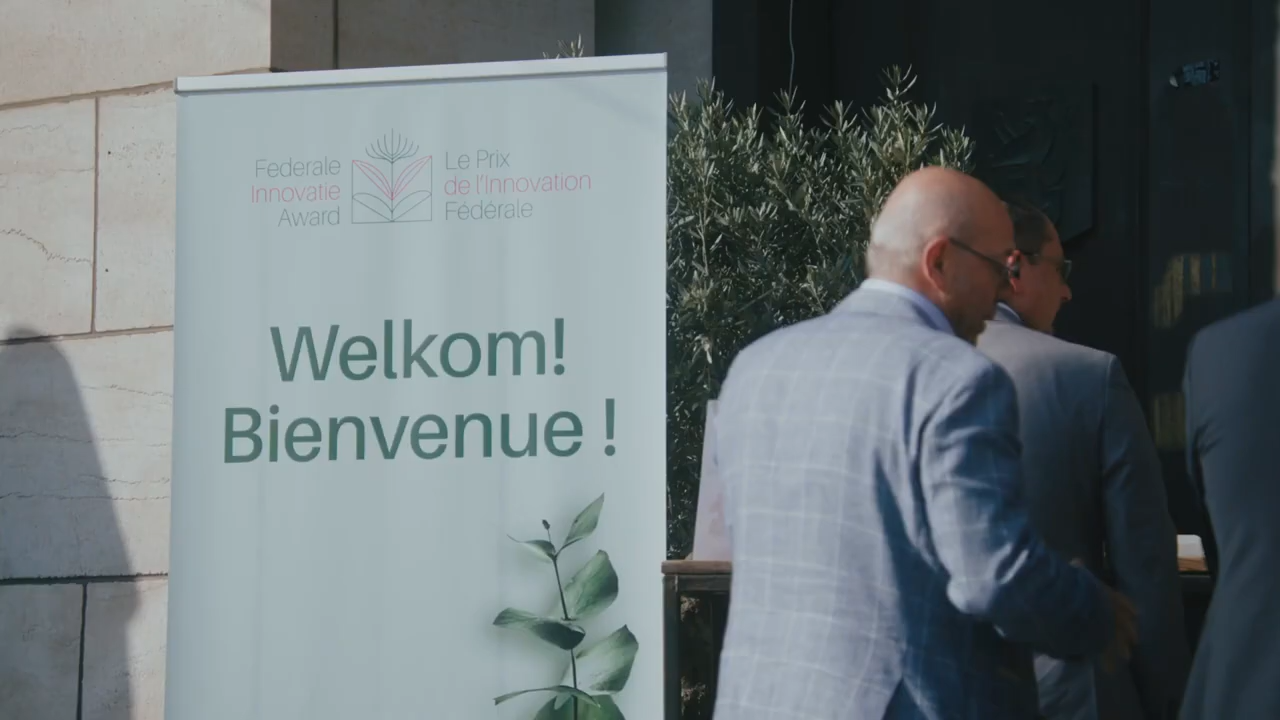 Federale
Innovatie
Award
Le Prix
de l'Innovation
Fédérale
Welkom!
Bienvenue !